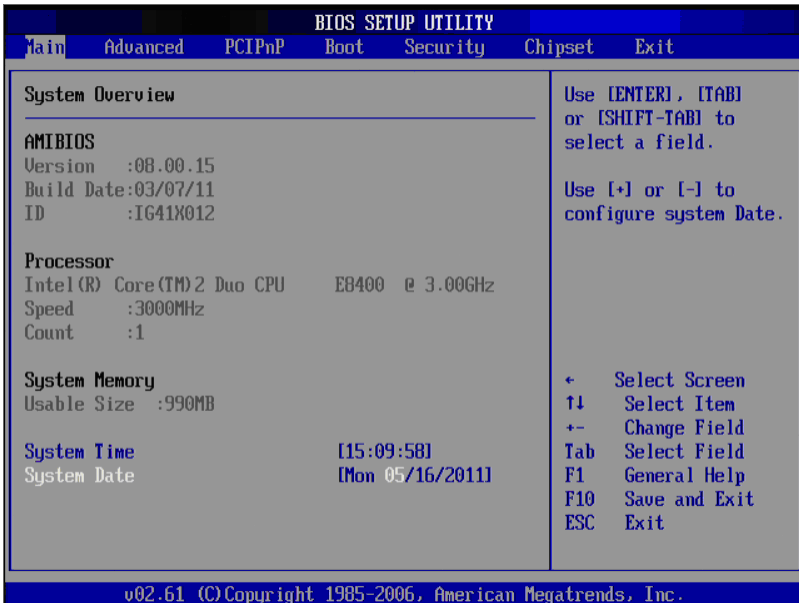 BIOS SETUP UTILITY
Main Advanced PCIPnP Boot Security Chipset Exit
System Overview
AMIBIOS
Version :08.00.15
Build Date:03/07/11
ID :IG41X012
Processor
Intel(R) Core(TM)2 Duo CPU E8400 @ 3.00GHz
Speed :3000MHz
Count :1
System Memory
Usable Size :990MB
System Time [15:09:58]
System Date [Mon 05/16/2011]
Use [ENTER], [TAB]
or [SHIFT-TAB] to
select a field.
Use [+] or [-] to
configure system Date.
← Select Screen
↑↓ Select Item
+- Change Field
Tab Select Field
F1 General Help
F10 Save and Exit
ESC Exit
v02.61 (C)Copyright 1985-2006, American Megatrends, Inc.